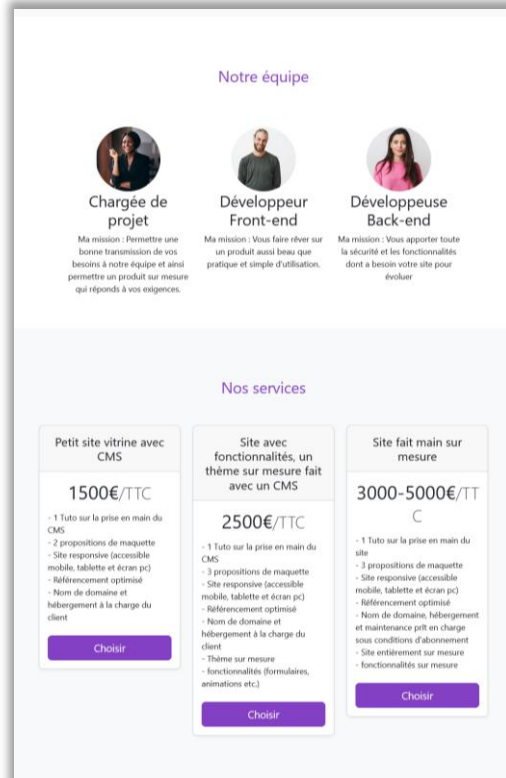 Notre équipe
Chargée de
projet
Ma mission : Permettre une
bonne transmission de vos
besoins à notre équipe et ainsi
permettre un produit sur mesure
qui réponds à vos exigences.
Développeur
Front-end
Ma mission : Vous faire rêver sur
un produit aussi beau que
pratique et simple d'utilisation.
Développeuse
Back-end
Ma mission : Vous apporter toute
la sécurité et les fonctionnalités
dont a besoin votre site pour
évoluer
Nos services
Petit site vitrine avec
CMS
1500€/TTC
- 1 Tuto sur la prise en main du
CMS
- 2 propositions de maquette
- Site responsive (accessible
mobile, tablette et écran pc)
- Référencement optimisé
- Nom de domaine et
hébergement à la charge du
client
Choisir
Site avec
fonctionnalités, un
thème sur mesure fait
avec un CMS
2500€/TTC
- 1 Tuto sur la prise en main du
CMS
- 3 propositions de maquette
- Site responsive (accessible
mobile, tablette et écran pc)
- Référencement optimisé
- Nom de domaine et
hébergement à la charge du
client
- Thème sur mesure
- fonctionnalités (formulaires,
animations etc.)
Choisir
Site fait main sur
mesure
3000-5000€/TT
C
- 1 Tuto sur la prise en main du
site
- 3 propositions de maquette
- Site responsive (accessible
mobile, tablette et écran pc)
- Référencement optimisé
- Nom de domaine, hébergement
et maintenance prît en charge
sous conditions d'abonnement
- Site entièrement sur mesure
- fonctionnalités sur mesure
Choisir